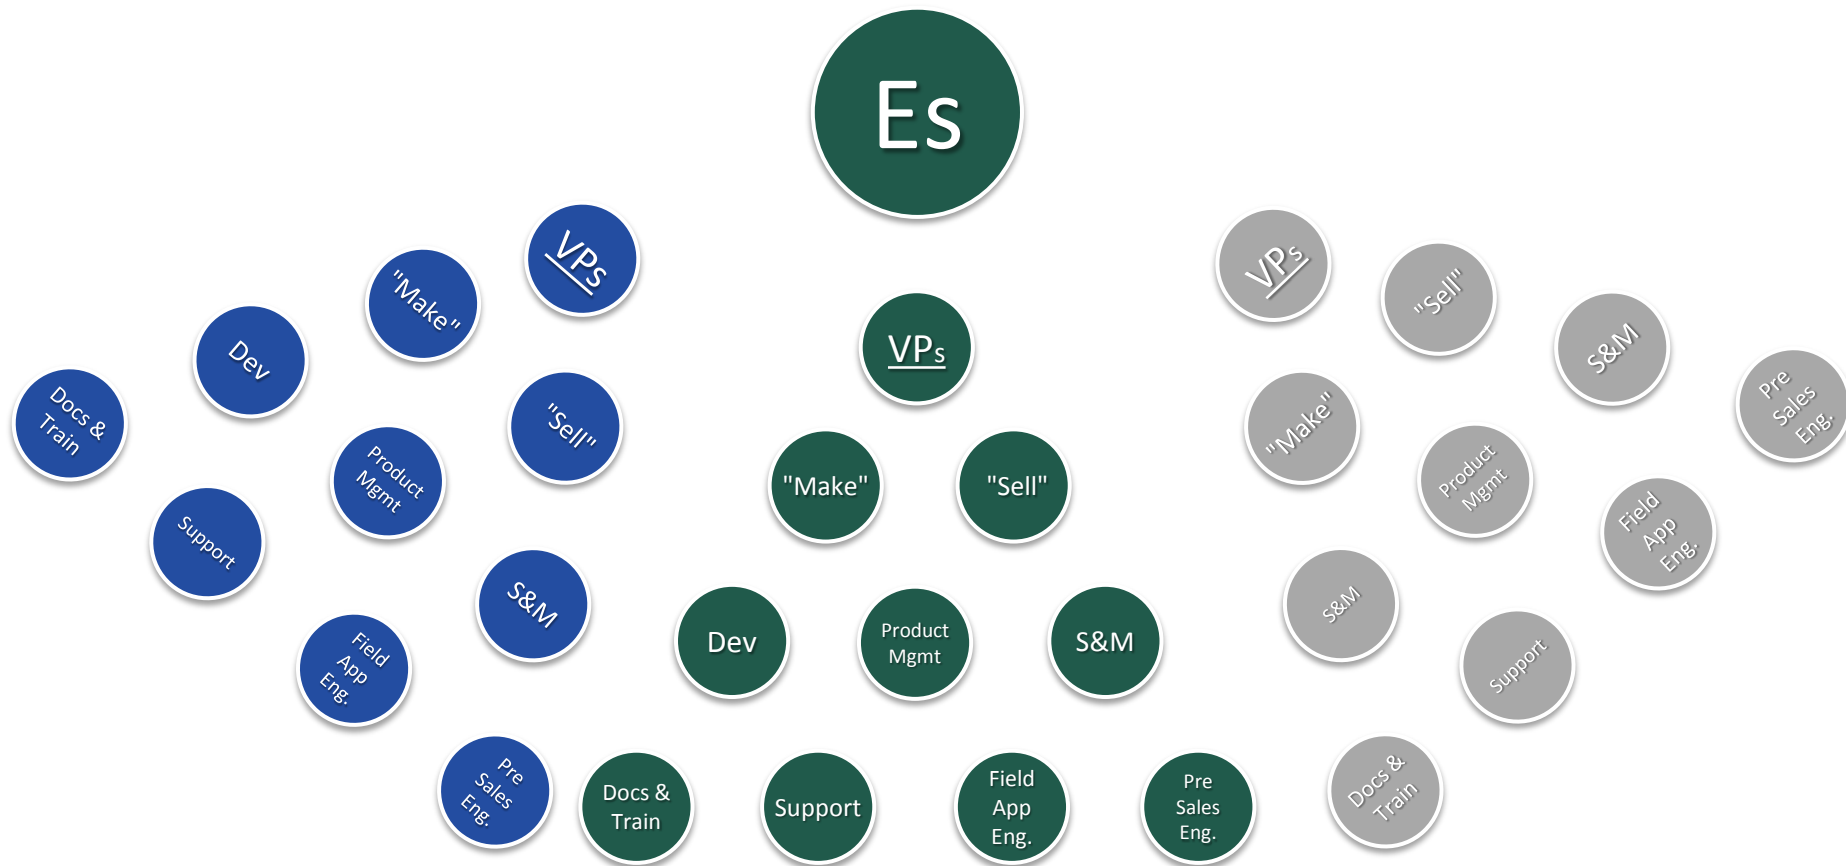 Es
VPs
"Make"
Dev
Docs &
Train
"Sell"
Product
Mgmt
Support
S&M
Field
App
Eng.
Pre
Sales
Eng.
VPs
"Make"
"Sell"
Dev
Product
Mgmt
S&M
Docs &
Train
Support
Field
App
Eng.
Pre
Sales
Eng.
VPs
"Sell"
S&M
Pre
Sales
Eng.
"Make"
Product
Mgmt
Field
App
Eng.
S&M
Support
Docs &
Train